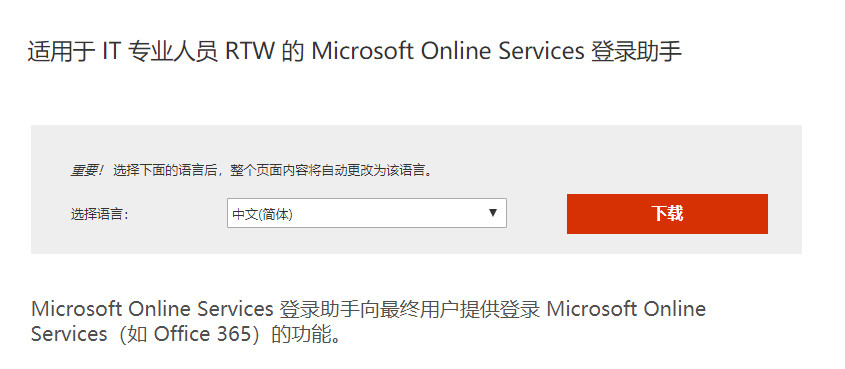 适用于 IT 专业人员 RTW 的 Microsoft Online Services 登录助手
重要！选择下面的语言后，整个页面内容将自动更改为该语言。
选择语言： 中文(简体) 下载
Microsoft Online Services 登录助手向最终用户提供登录 Microsoft Online
Services（如 Office 365）的功能。